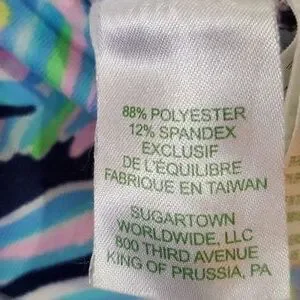 88% POLYESTER
12% SPANDEX
EXCLUSIF
DE L'ÉQUILIBRE
FABRIQUE EN TAIWAN
SUGARTOWN
WORLDWIDE, LLC
800 THIRD AVENUE
KING OF PRUSSIA, PA